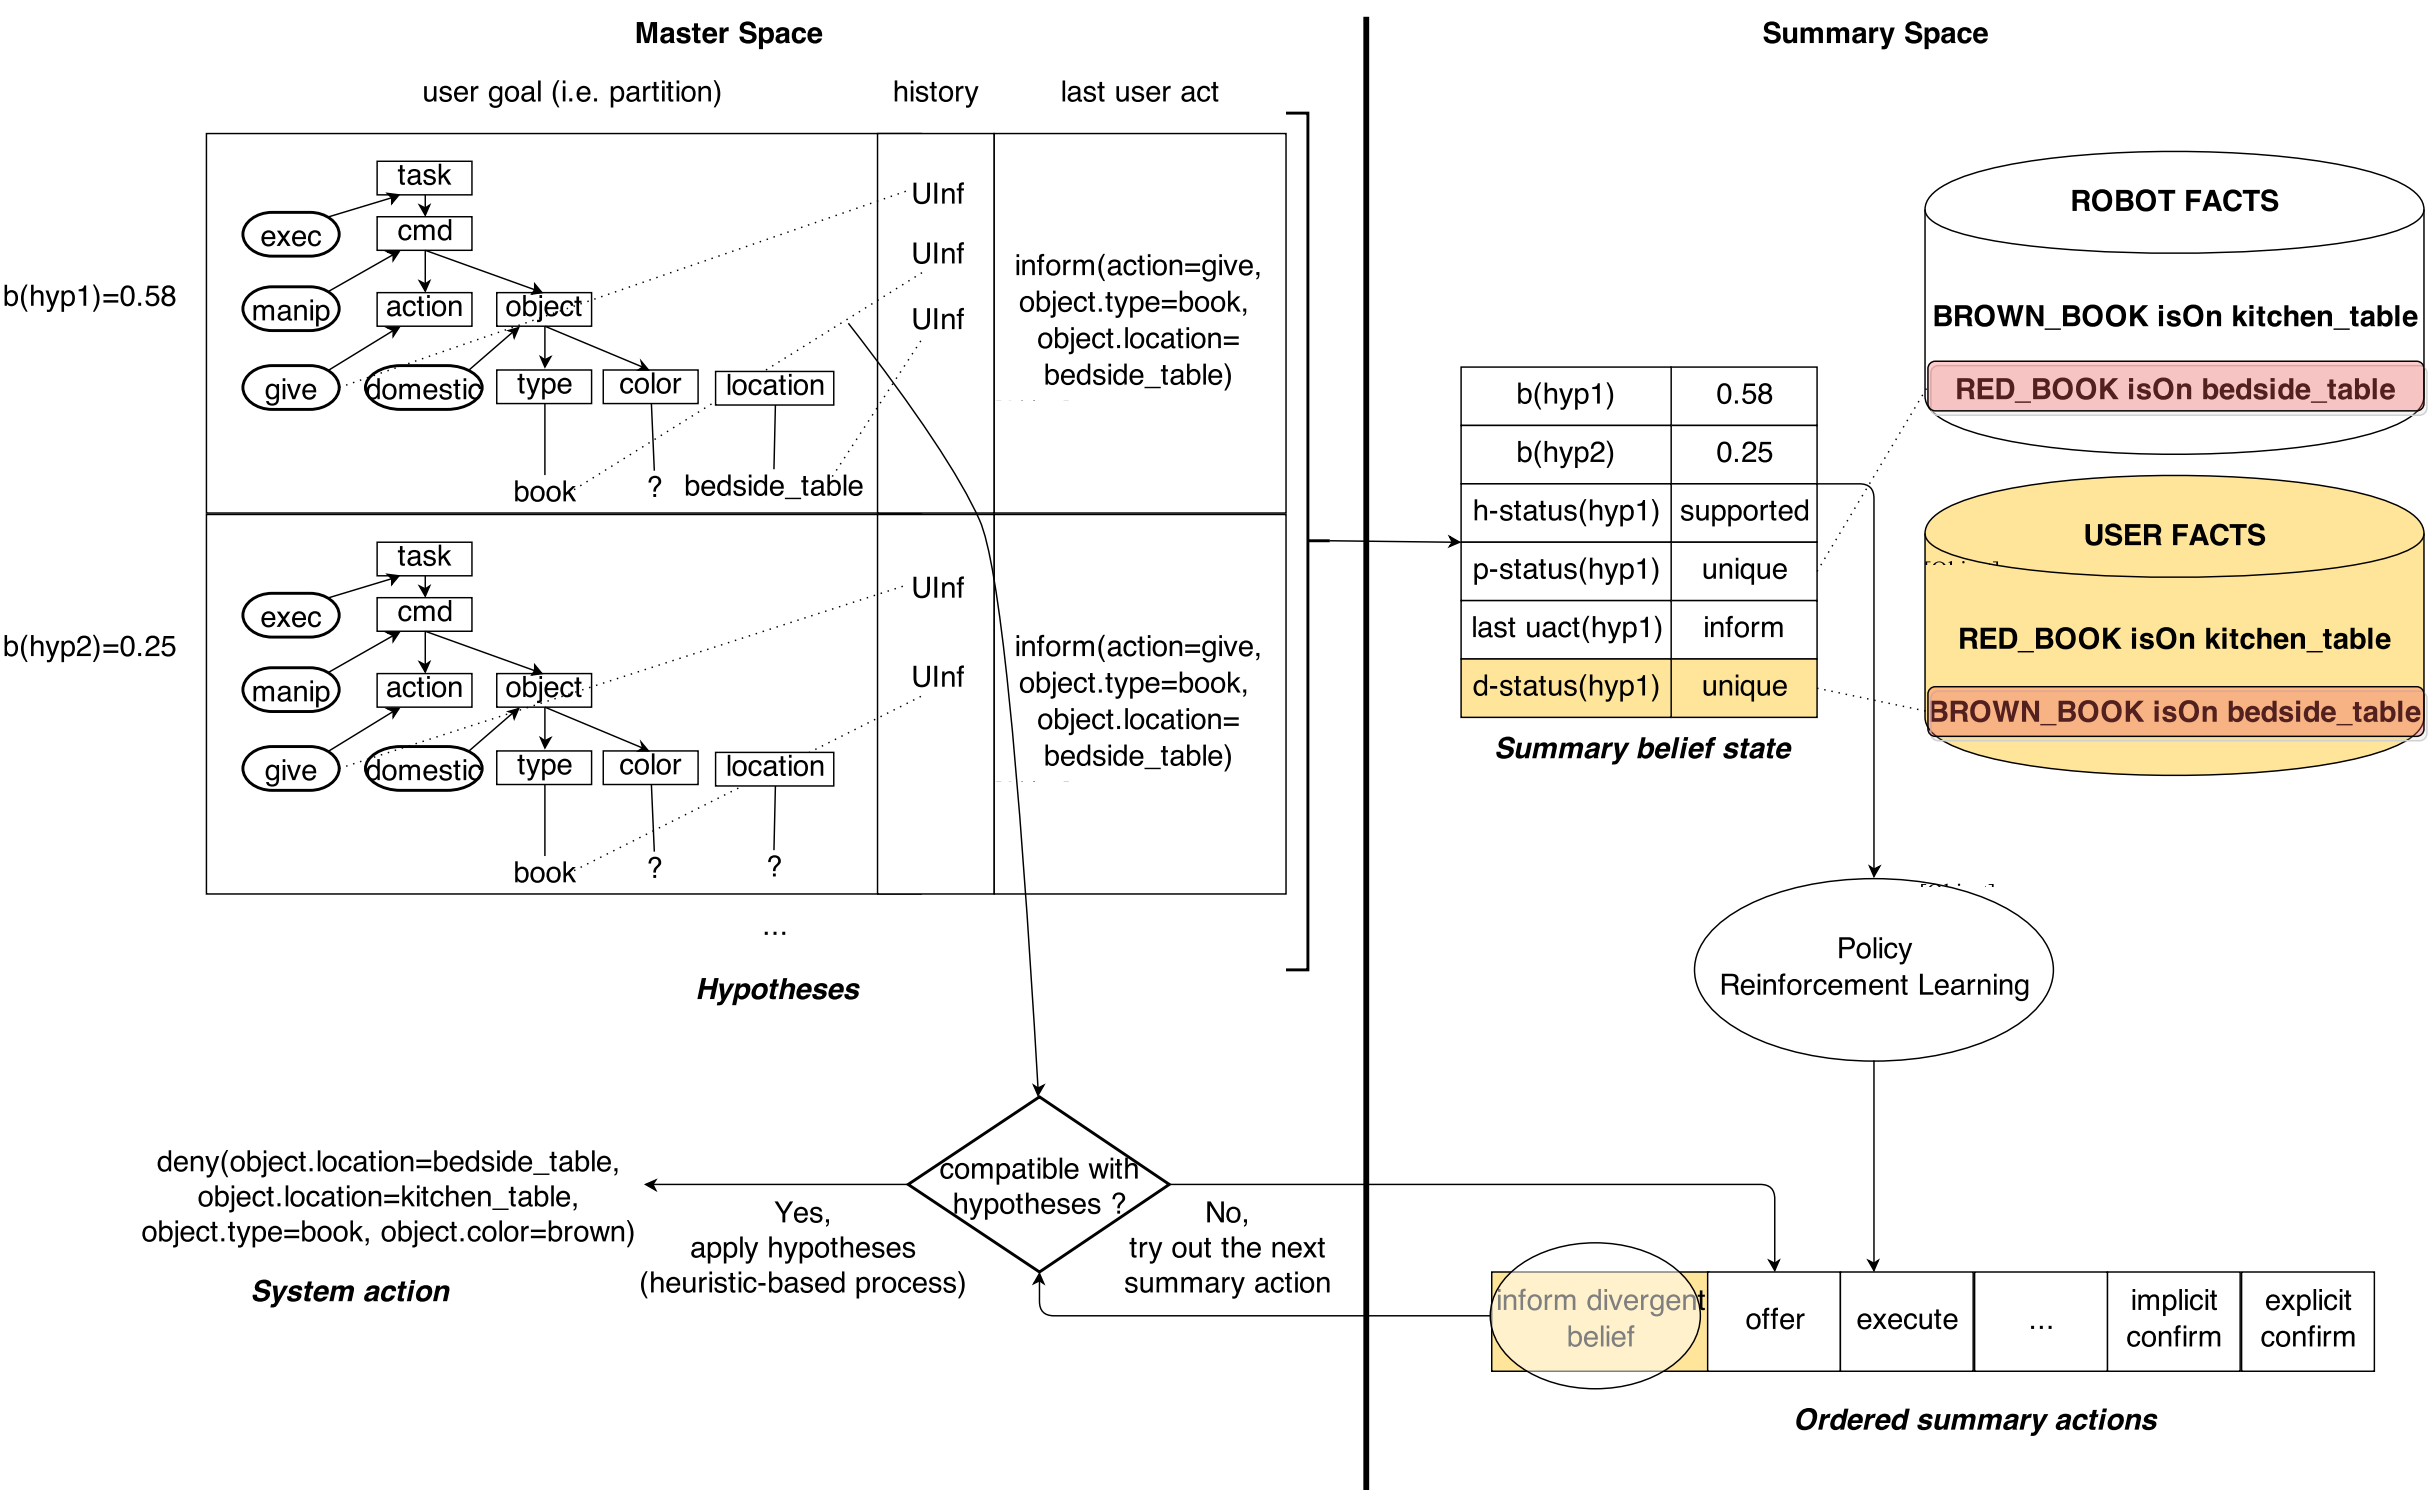 Master Space
Summary Space
user goal (i.e. partition)
history
last user act
b(hyp1)=0.58
task
exec
cmd
manip
action
object
give
domestic
type
color
location
book
?
bedside_table
UInf
UInf
UInf
inform(action=give,
object.type=book,
object.location=
bedside_table)
b(hyp2)=0.25
task
exec
cmd
manip
action
object
give
domestic
type
color
location
book
?
?
UInf
UInf
inform(action=give,
object.type=book,
object.location=
bedside_table)
...
Hypotheses
b(hyp1) 0.58
b(hyp2) 0.25
h-status(hyp1) supported
p-status(hyp1) unique
last uact(hyp1) inform
d-status(hyp1) unique
Summary belief state
ROBOT FACTS
BROWN_BOOK isOn kitchen_table
RED_BOOK isOn bedside_table
USER FACTS
RED_BOOK isOn kitchen_table
BROWN_BOOK isOn bedside_table
Policy
Reinforcement Learning
compatible with
hypotheses ?
Yes,
apply hypotheses
(heuristic-based process)
No,
try out the next
summary action
deny(object.location=bedside_table,
object.location=kitchen_table,
object.type=book, object.color=brown)
System action
inform divergent
belief
offer
execute
...
implicit
confirm
explicit
confirm
Ordered summary actions